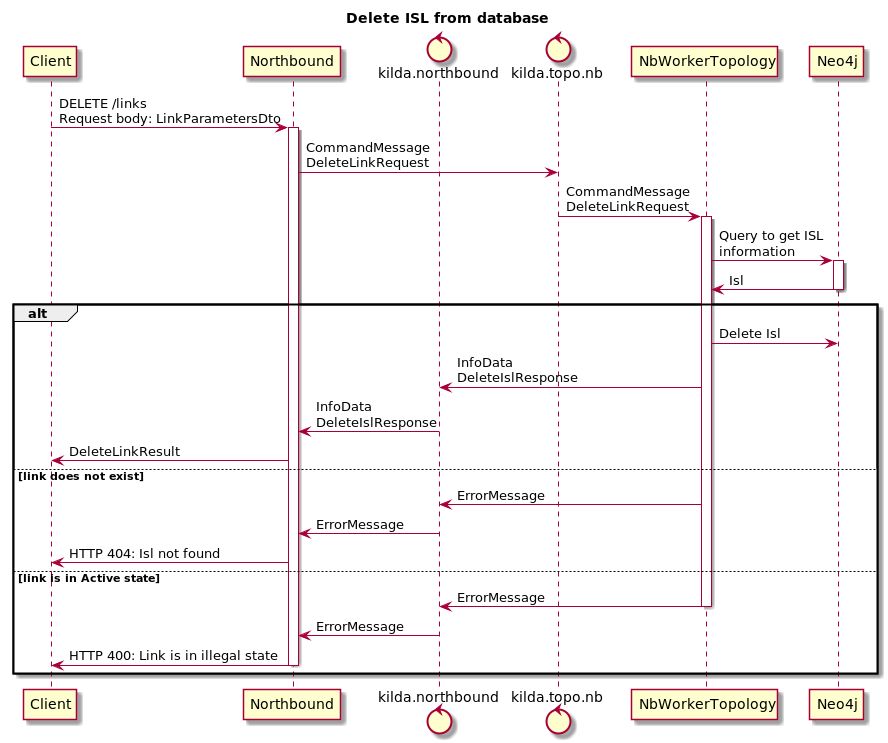 Delete ISL from database
Client
Northbound
kilda.northbound
kilda.topo.nb
NbWorkerTopology
Neo4j
DELETE /links
Request body: LinkParametersDto
CommandMessage
DeleteLinkRequest
CommandMessage
DeleteLinkRequest
Query to get ISL
information
Isl
alt
Delete Isl
InfoData
DeleteIslResponse
InfoData
DeleteIslResponse
DeleteLinkResult
[link does not exist]
ErrorMessage
ErrorMessage
HTTP 404: Isl not found
[link is in Active state]
ErrorMessage
ErrorMessage
HTTP 400: Link is in illegal state
Client
Northbound
kilda.northbound
kilda.topo.nb
NbWorkerTopology
Neo4j